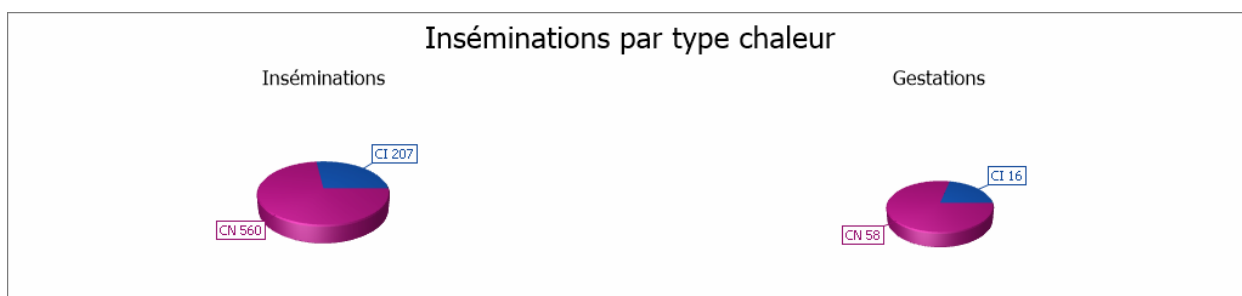 Inséminations par type chaleur
Inséminations
Gestations
CI 207
CN 560
CI 16
CN 58